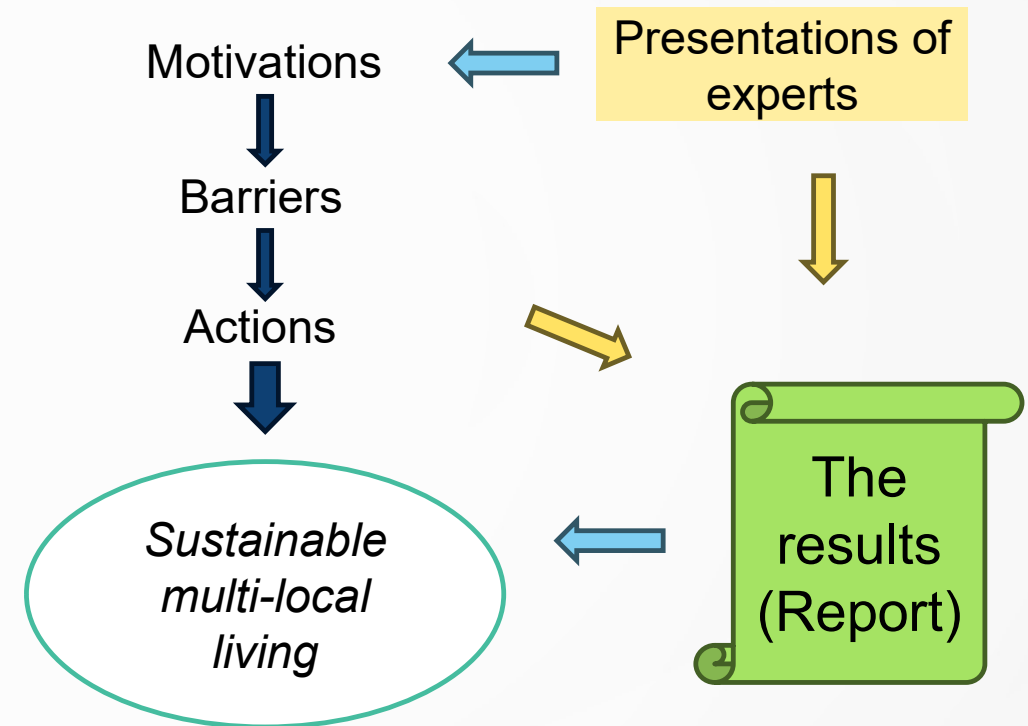 Motivations
Presentations of
experts
Barriers
Actions
The
results
(Report)
Sustainable
multi-local
living